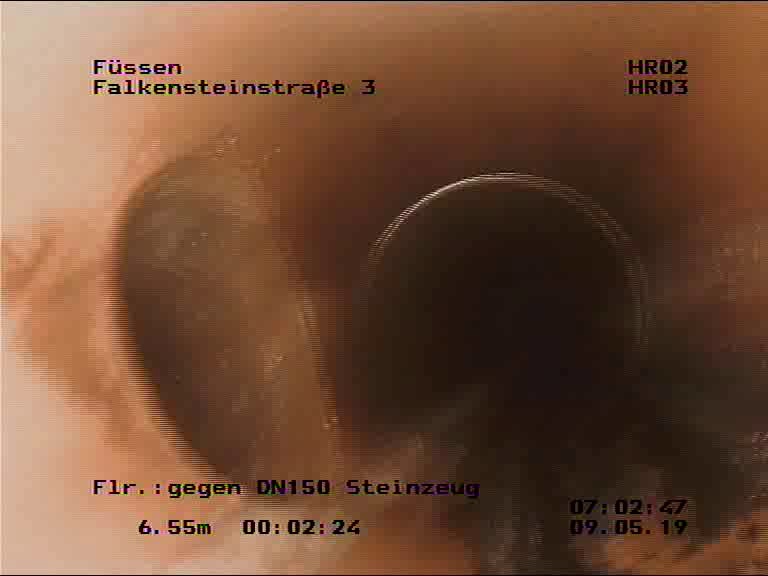 Füssen
Falkensteinstraße 3
HR02
HR03
Flr.:gegen DN150 Steinzeug
07:02:47
6.55m 00:02:24
09.05.19